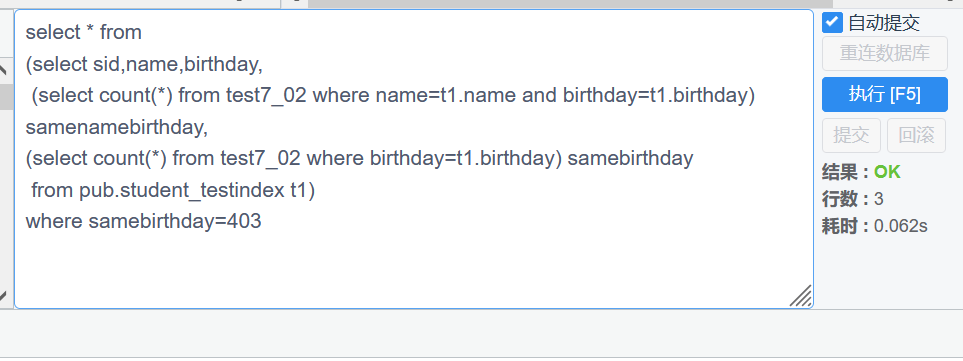 select * from
(select sid,name,birthday,
(select count(*) from test7_02 where name=t1.name and birthday=t1.birthday)
samenamebirthday,
(select count(*) from test7_02 where birthday=t1.birthday) samebirthday
from pub.student_testindex t1)
where samebirthday=403
自动提交
重连数据库
执行 [F5]
提交 回滚
结果 : OK
行数 : 3
耗时 : 0.062s